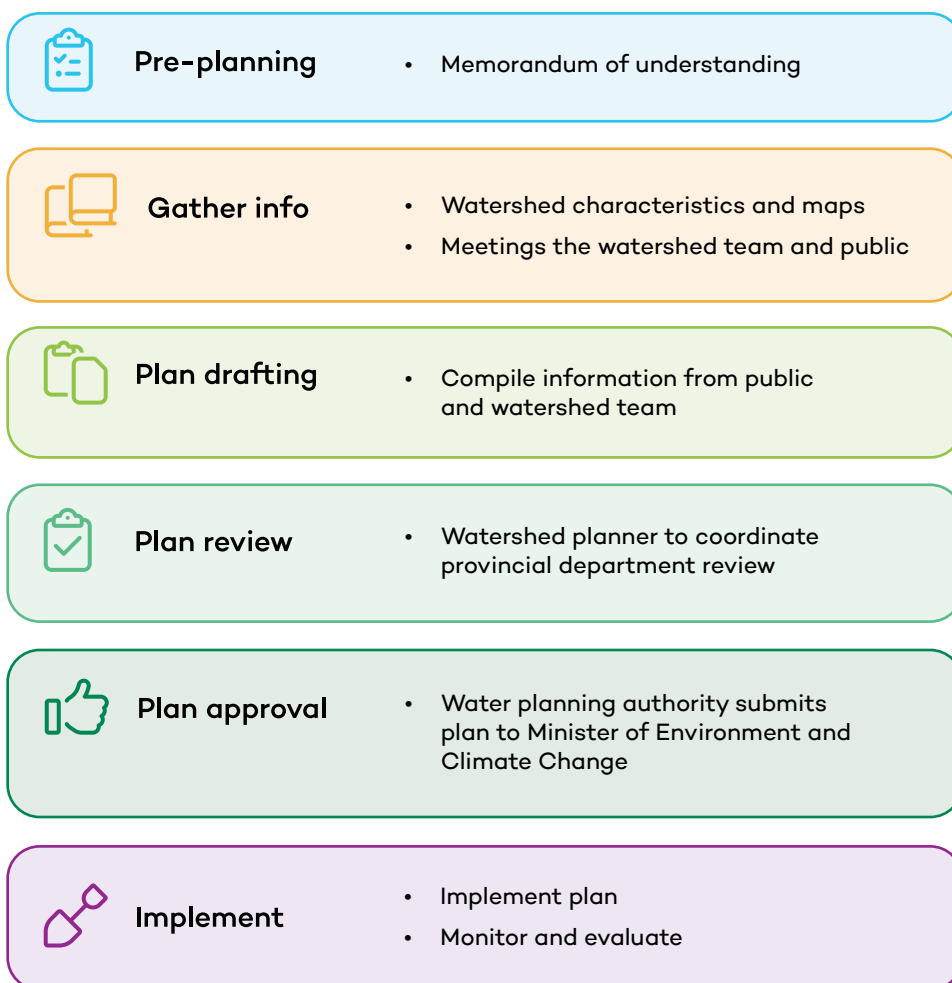 Pre-planning
• Memorandum of understanding
Gather info
• Watershed characteristics and maps
• Meetings the watershed team and public
Plan drafting
• Compile information from public
and watershed team
Plan review
• Watershed planner to coordinate
provincial department review
Plan approval
• Water planning authority submits
plan to Minister of Environment and
Climate Change
Implement
• Implement plan
• Monitor and evaluate